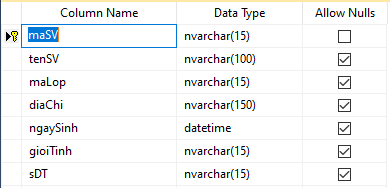 Column Name Data Type Allow Nulls
maSV nvarchar(15)
tenSV nvarchar(100)
maLop nvarchar(15)
diaChi nvarchar(150)
ngaySinh datetime
gioiTinh nvarchar(15)
sDT nvarchar(15)